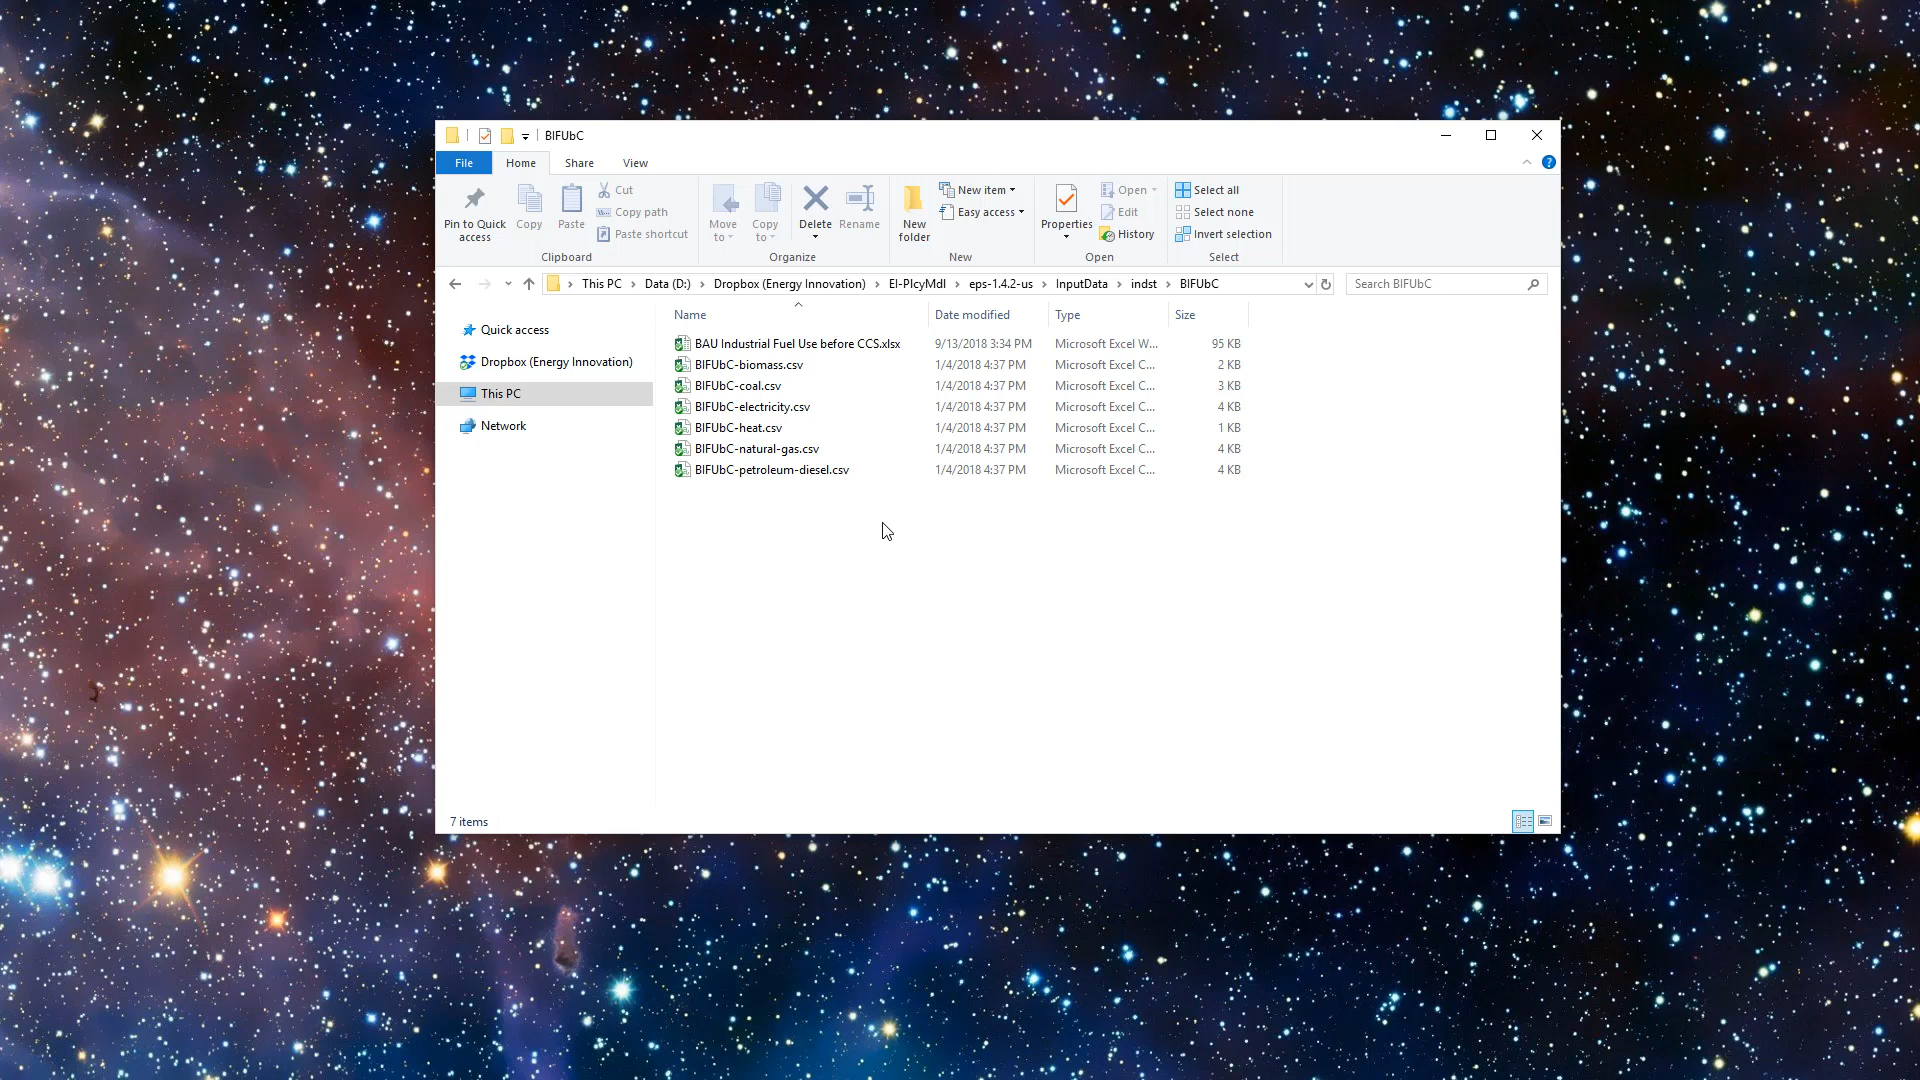 BIFUbC
File Home Share View
Pin to Quick access
Copy
Paste
Cut
Copy path
Paste shortcut
Clipboard
Move to
Copy to
Delete
Rename
Organize
New folder
New item
Easy access
New
Properties
Open
Edit
History
Open
Select all
Select none
Invert selection
Select
This PC Data (D:) Dropbox (Energy Innovation) EI-PlcyMdl eps-1.4.2-us InputData indst BIFUbC
Search BIFUbC
Quick access
Dropbox (Energy Innovation)
This PC
Network
Name Date modified Type Size
BAU Industrial Fuel Use before CCS.xlsx 9/13/2018 3:34 PM Microsoft Excel W... 95 KB
BIFUbC-biomass.csv 1/4/2018 4:37 PM Microsoft Excel C... 2 KB
BIFUbC-coal.csv 1/4/2018 4:37 PM Microsoft Excel C... 3 KB
BIFUbC-electricity.csv 1/4/2018 4:37 PM Microsoft Excel C... 4 KB
BIFUbC-heat.csv 1/4/2018 4:37 PM Microsoft Excel C... 1 KB
BIFUbC-natural-gas.csv 1/4/2018 4:37 PM Microsoft Excel C... 4 KB
BIFUbC-petroleum-diesel.csv 1/4/2018 4:37 PM Microsoft Excel C... 4 KB
7 items